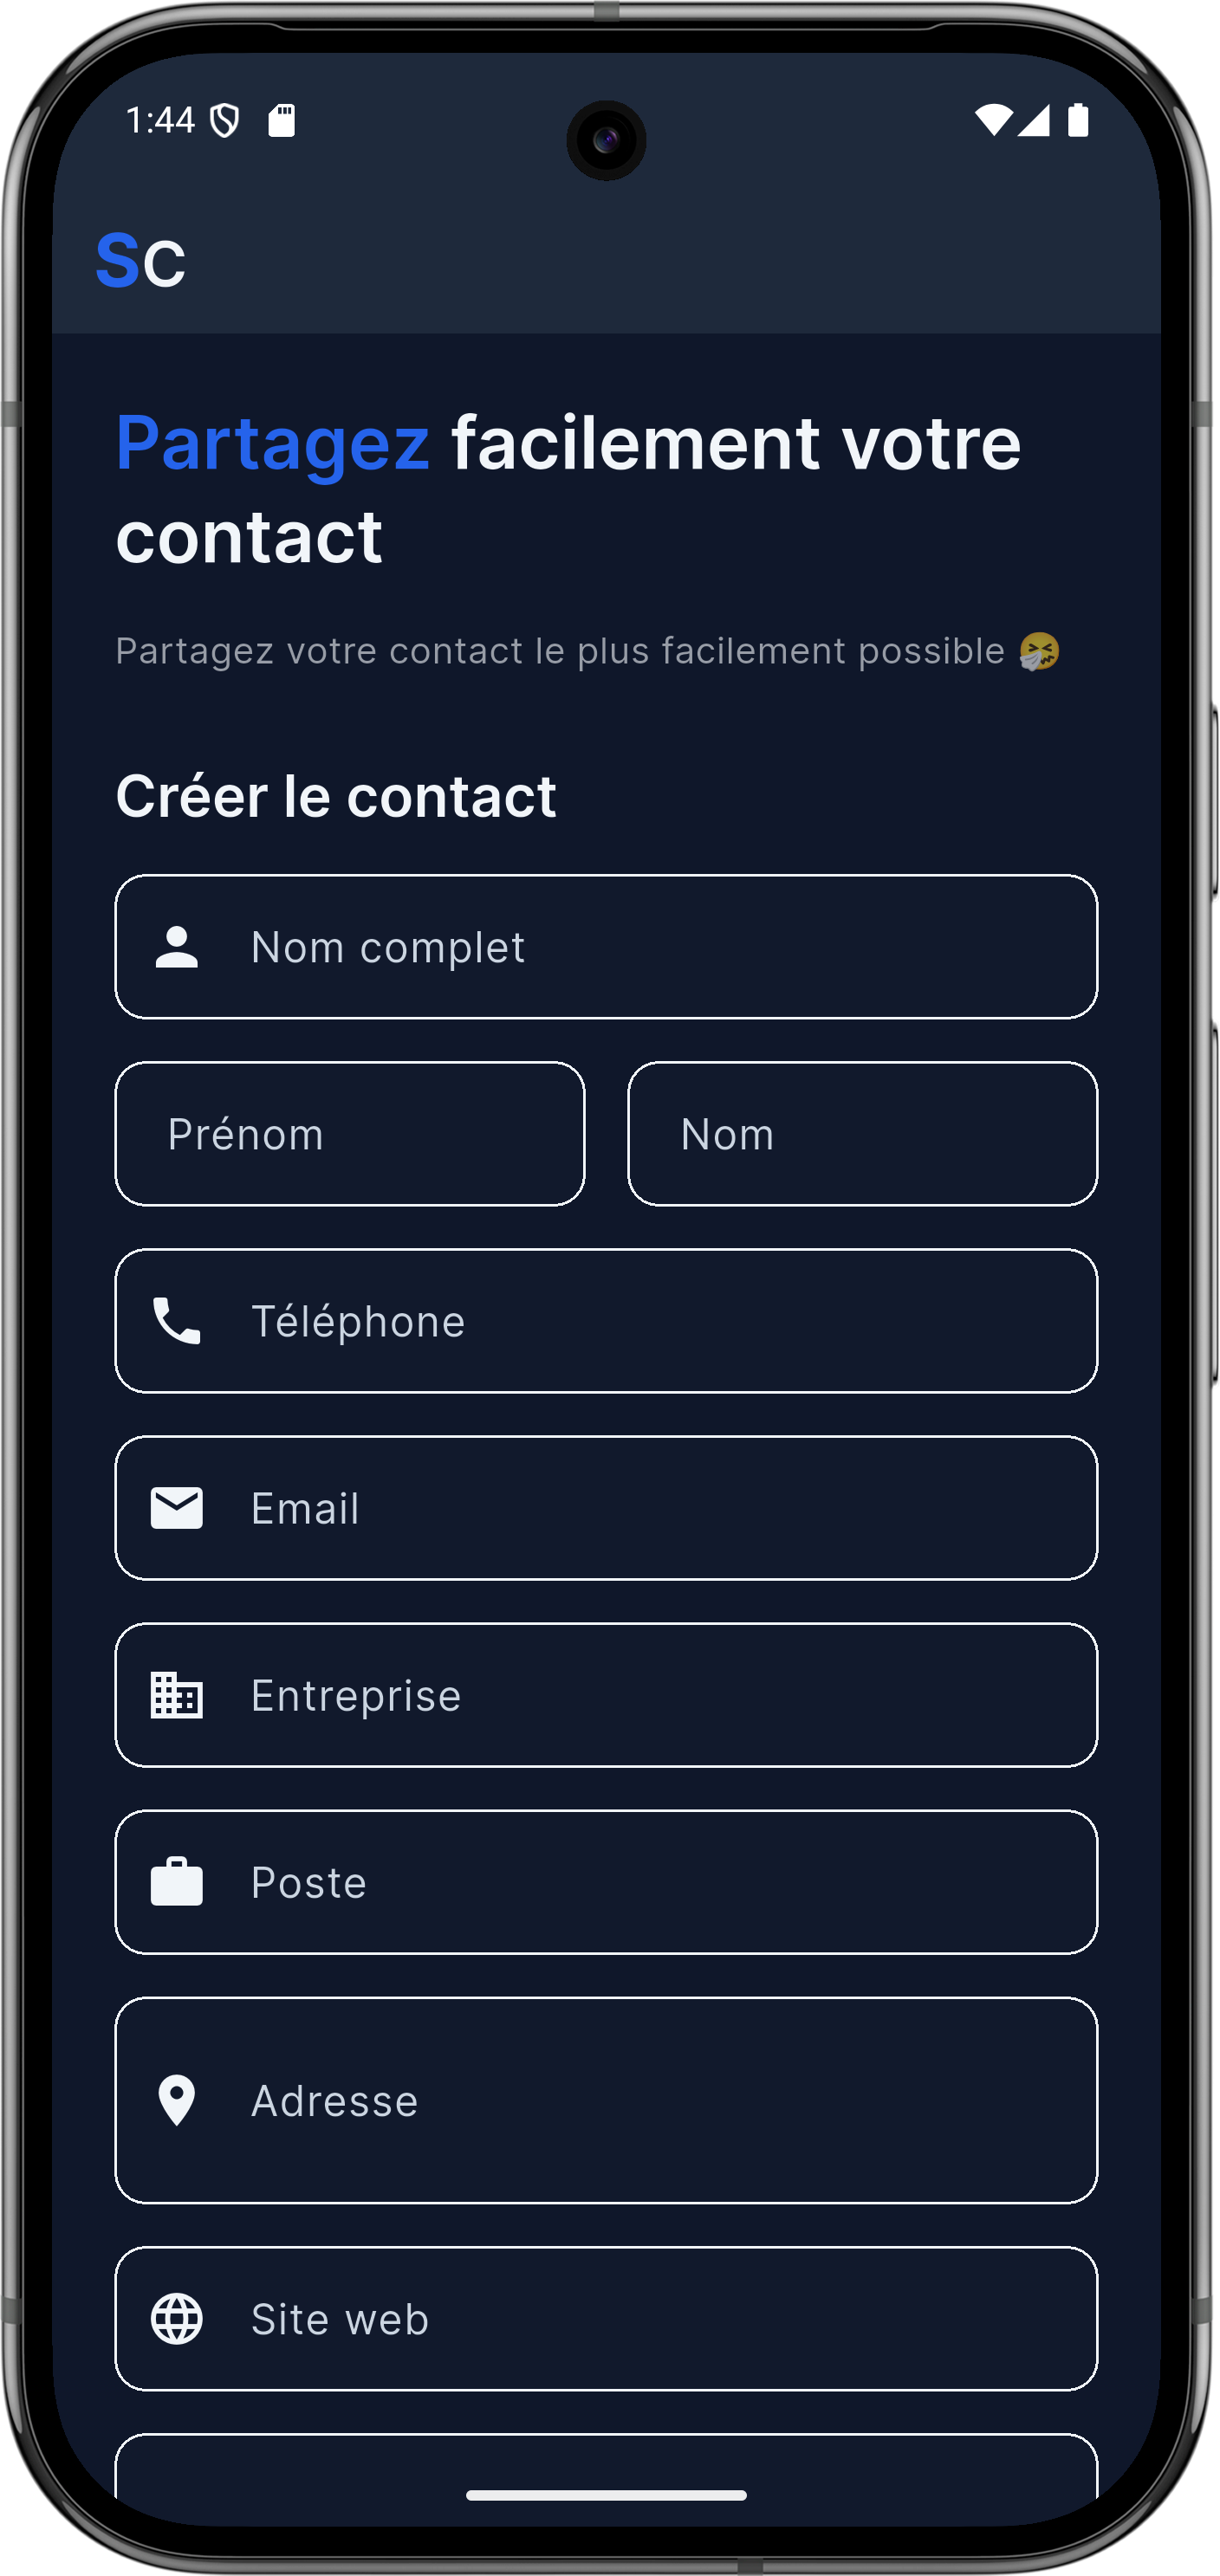 1:44
Sc
Partagez facilement votre
contact
Partagez votre contact le plus facilement possible 🤧
Créer le contact
Nom complet
Prénom Nom
Téléphone
Email
Entreprise
Poste
Adresse
Site web